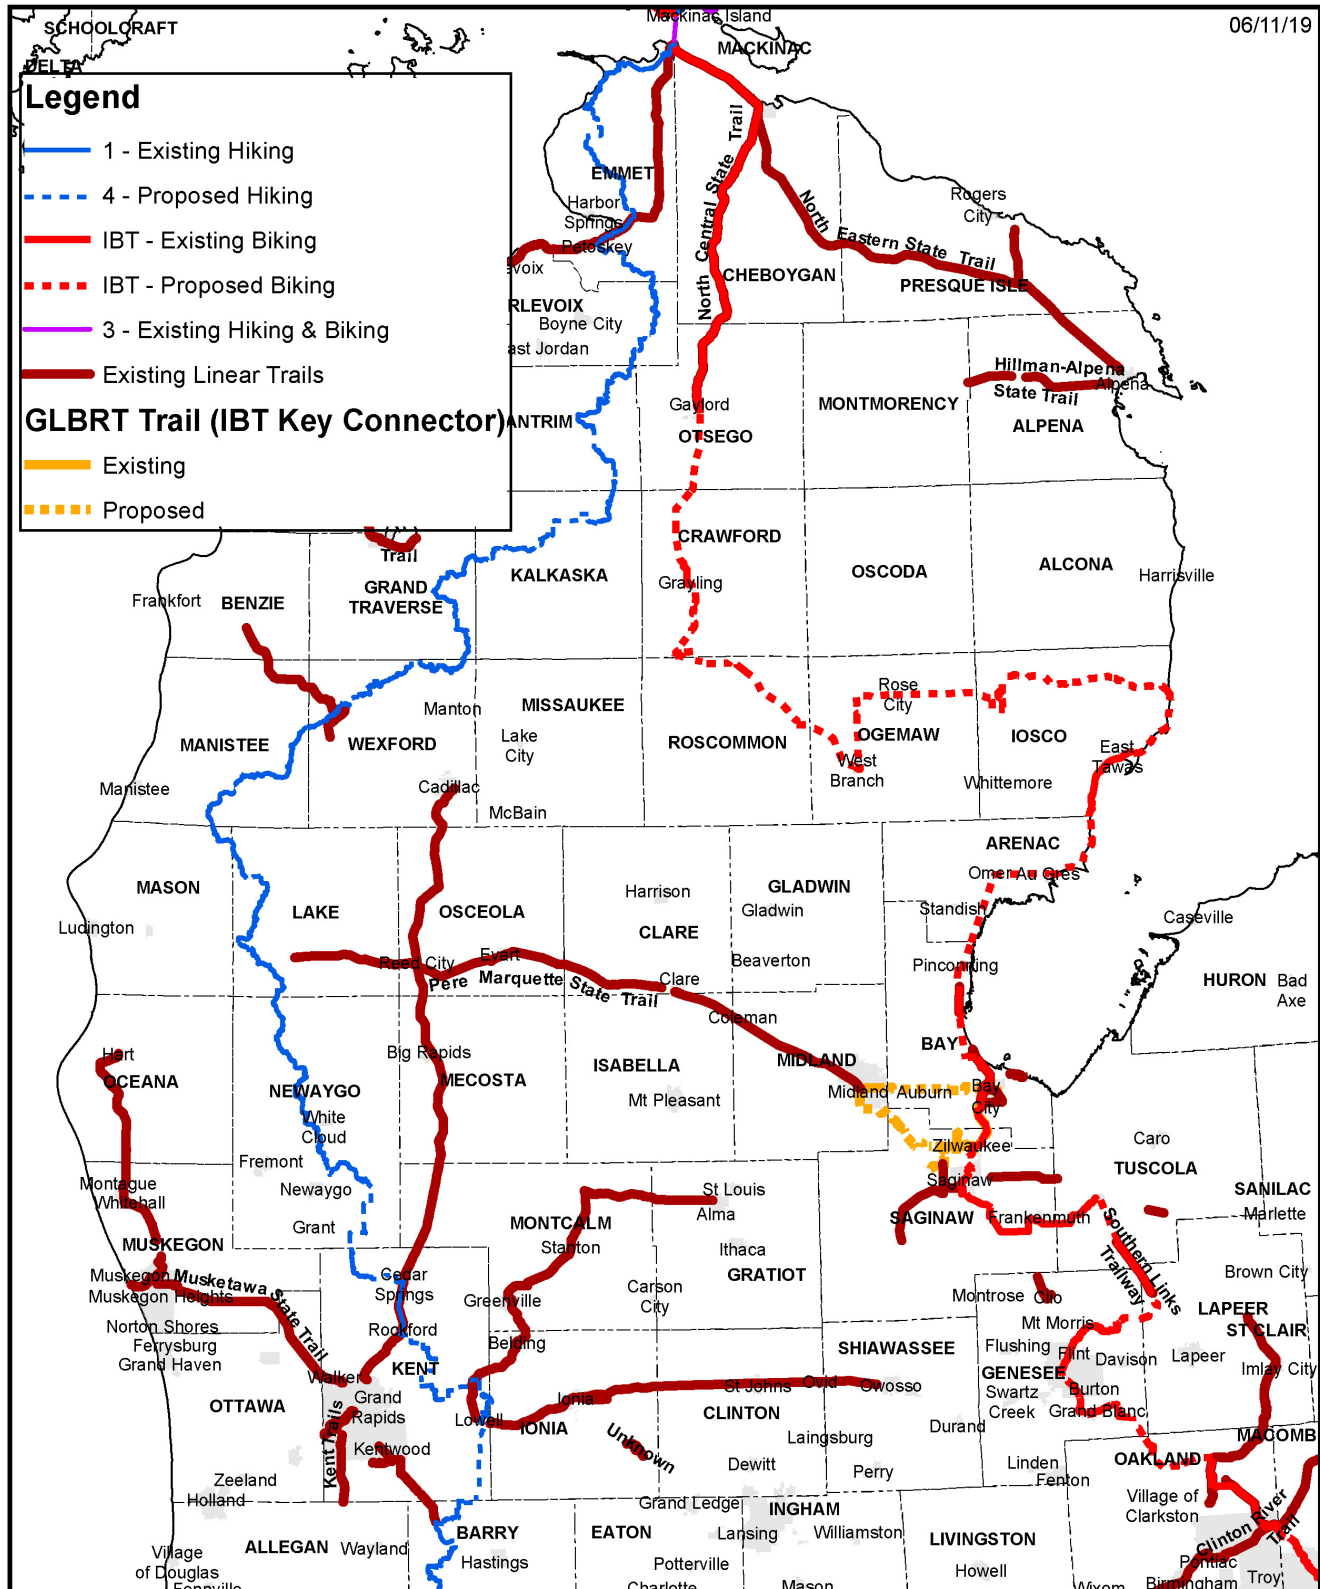 06/11/19
SCHOOLCRAFT
Mackinac Island
MACKINAC
DELTA
Legend
1 - Existing Hiking
4 - Proposed Hiking
IBT - Existing Biking
IBT - Proposed Biking
3 - Existing Hiking & Biking
Existing Linear Trails
GLBRT Trail (IBT Key Connector)
Existing
Proposed
EMMET
Harbor
Springs
Petoskey
North Central State Trail
North Eastern State Trail
Rogers
City
CHEBOYGAN
PRESQUE ISLE
voix
RLEVOIX
Boyne City
ast Jordan
Hillman-Alpena
State Trail
Alpena
ANTRIM
Gaylord
OTSEGO
MONTMORENCY
ALPENA
Trail
CRAWFORD
KALKASKA
Grayling
OSCODA
ALCONA
Harrisville
GRAND
TRAVERSE
Frankfort
BENZIE
Manton
MISSAUKEE
Rose
City
MANISTEE
WEXFORD
Lake
City
ROSCOMMON
OGEMAW
IOSCO
East
Tawas
West
Branch
Whittemore
Manistee
Cadillac
McBain
ARENAC
Omer Au Gres
MASON
LAKE
OSCEOLA
Harrison
GLADWIN
Gladwin
Standish
Caseville
Ludington
CLARE
Reed City
Evart
Beaverton
Pinconning
Pere Marquette State Trail
Clare
HURON
Bad
Axe
Coleman
Hart
OCEANA
Big Rapids
MECOSTA
ISABELLA
MIDLAND
BAY
NEWAYGO
Mt Pleasant
Midland
Auburn
Bay
City
White
Cloud
Zilwaukee
Caro
TUSCOLA
Fremont
Newaygo
Montague
Whitehall
St Louis
Alma
Saginaw
SAGINAW
Frankenmuth
SANILAC
Marlette
Grant
MUSKEGON
MONTCALM
Stanton
Ithaca
GRATIOT
Southern Links
Trailway
Muskegon
Muskegon Heights
Musketawa State Trail
Cedar
Springs
Greenville
Carson
City
Montrose
Clio
Brown City
LAPEER
Norton Shores
Ferrysburg
Grand Haven
Rockford
Belding
Mt Morris
ST CLAIR
Flushing
Flint
Davison
Lapeer
Imlay City
SHIAWASSEE
GENESEE
Walker
KENT
OTTAWA
Grand
Rapids
Kent Trails
Lowell
Ionia
IONIA
St Johns
Ovid
Owosso
CLINTON
Swartz
Creek
Burton
Grand Blanc
Durand
Kentwood
Unknown
Laingsburg
MACOMB
OAKLAND
Zeeland
Holland
Dewitt
Perry
Linden
Fenton
Village of
Clarkston
Grand Ledge
INGHAM
ALLEGAN
Wayland
BARRY
EATON
Lansing
Williamston
LIVINGSTON
Clinton River
Trail
Village
of Douglas
Fennville
Hastings
Potterville
Charlotte
Mason
Howell
Wixom
Pontiac
Birmingham
Troy